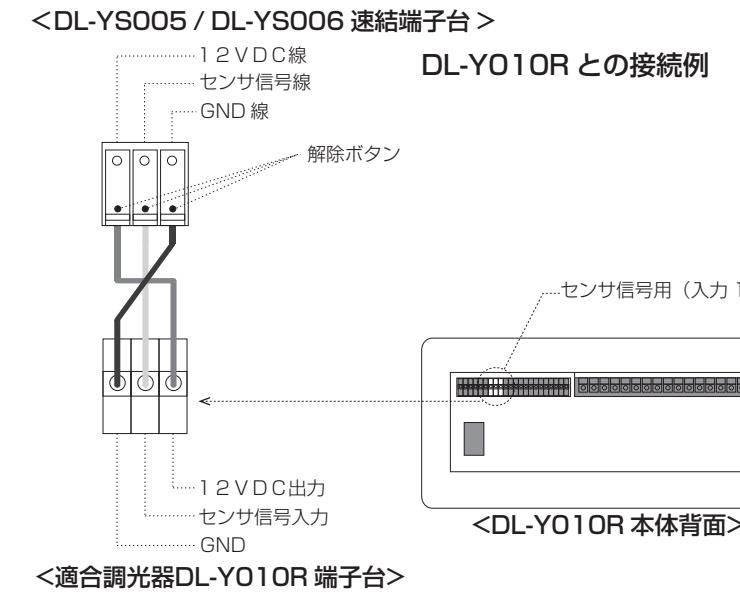 ＜DL-YS005 / DL-YS006 速結端子台＞
DL-Y010R との接続例
１２ＶＤＣ線
センサ信号線
GND 線
解除ボタン
センサ信号用（入力 1
１２ＶＤＣ出力
センサ信号入力
GND
＜DL-Y010R 本体背面＞
＜適合調光器DL-Y010R 端子台＞